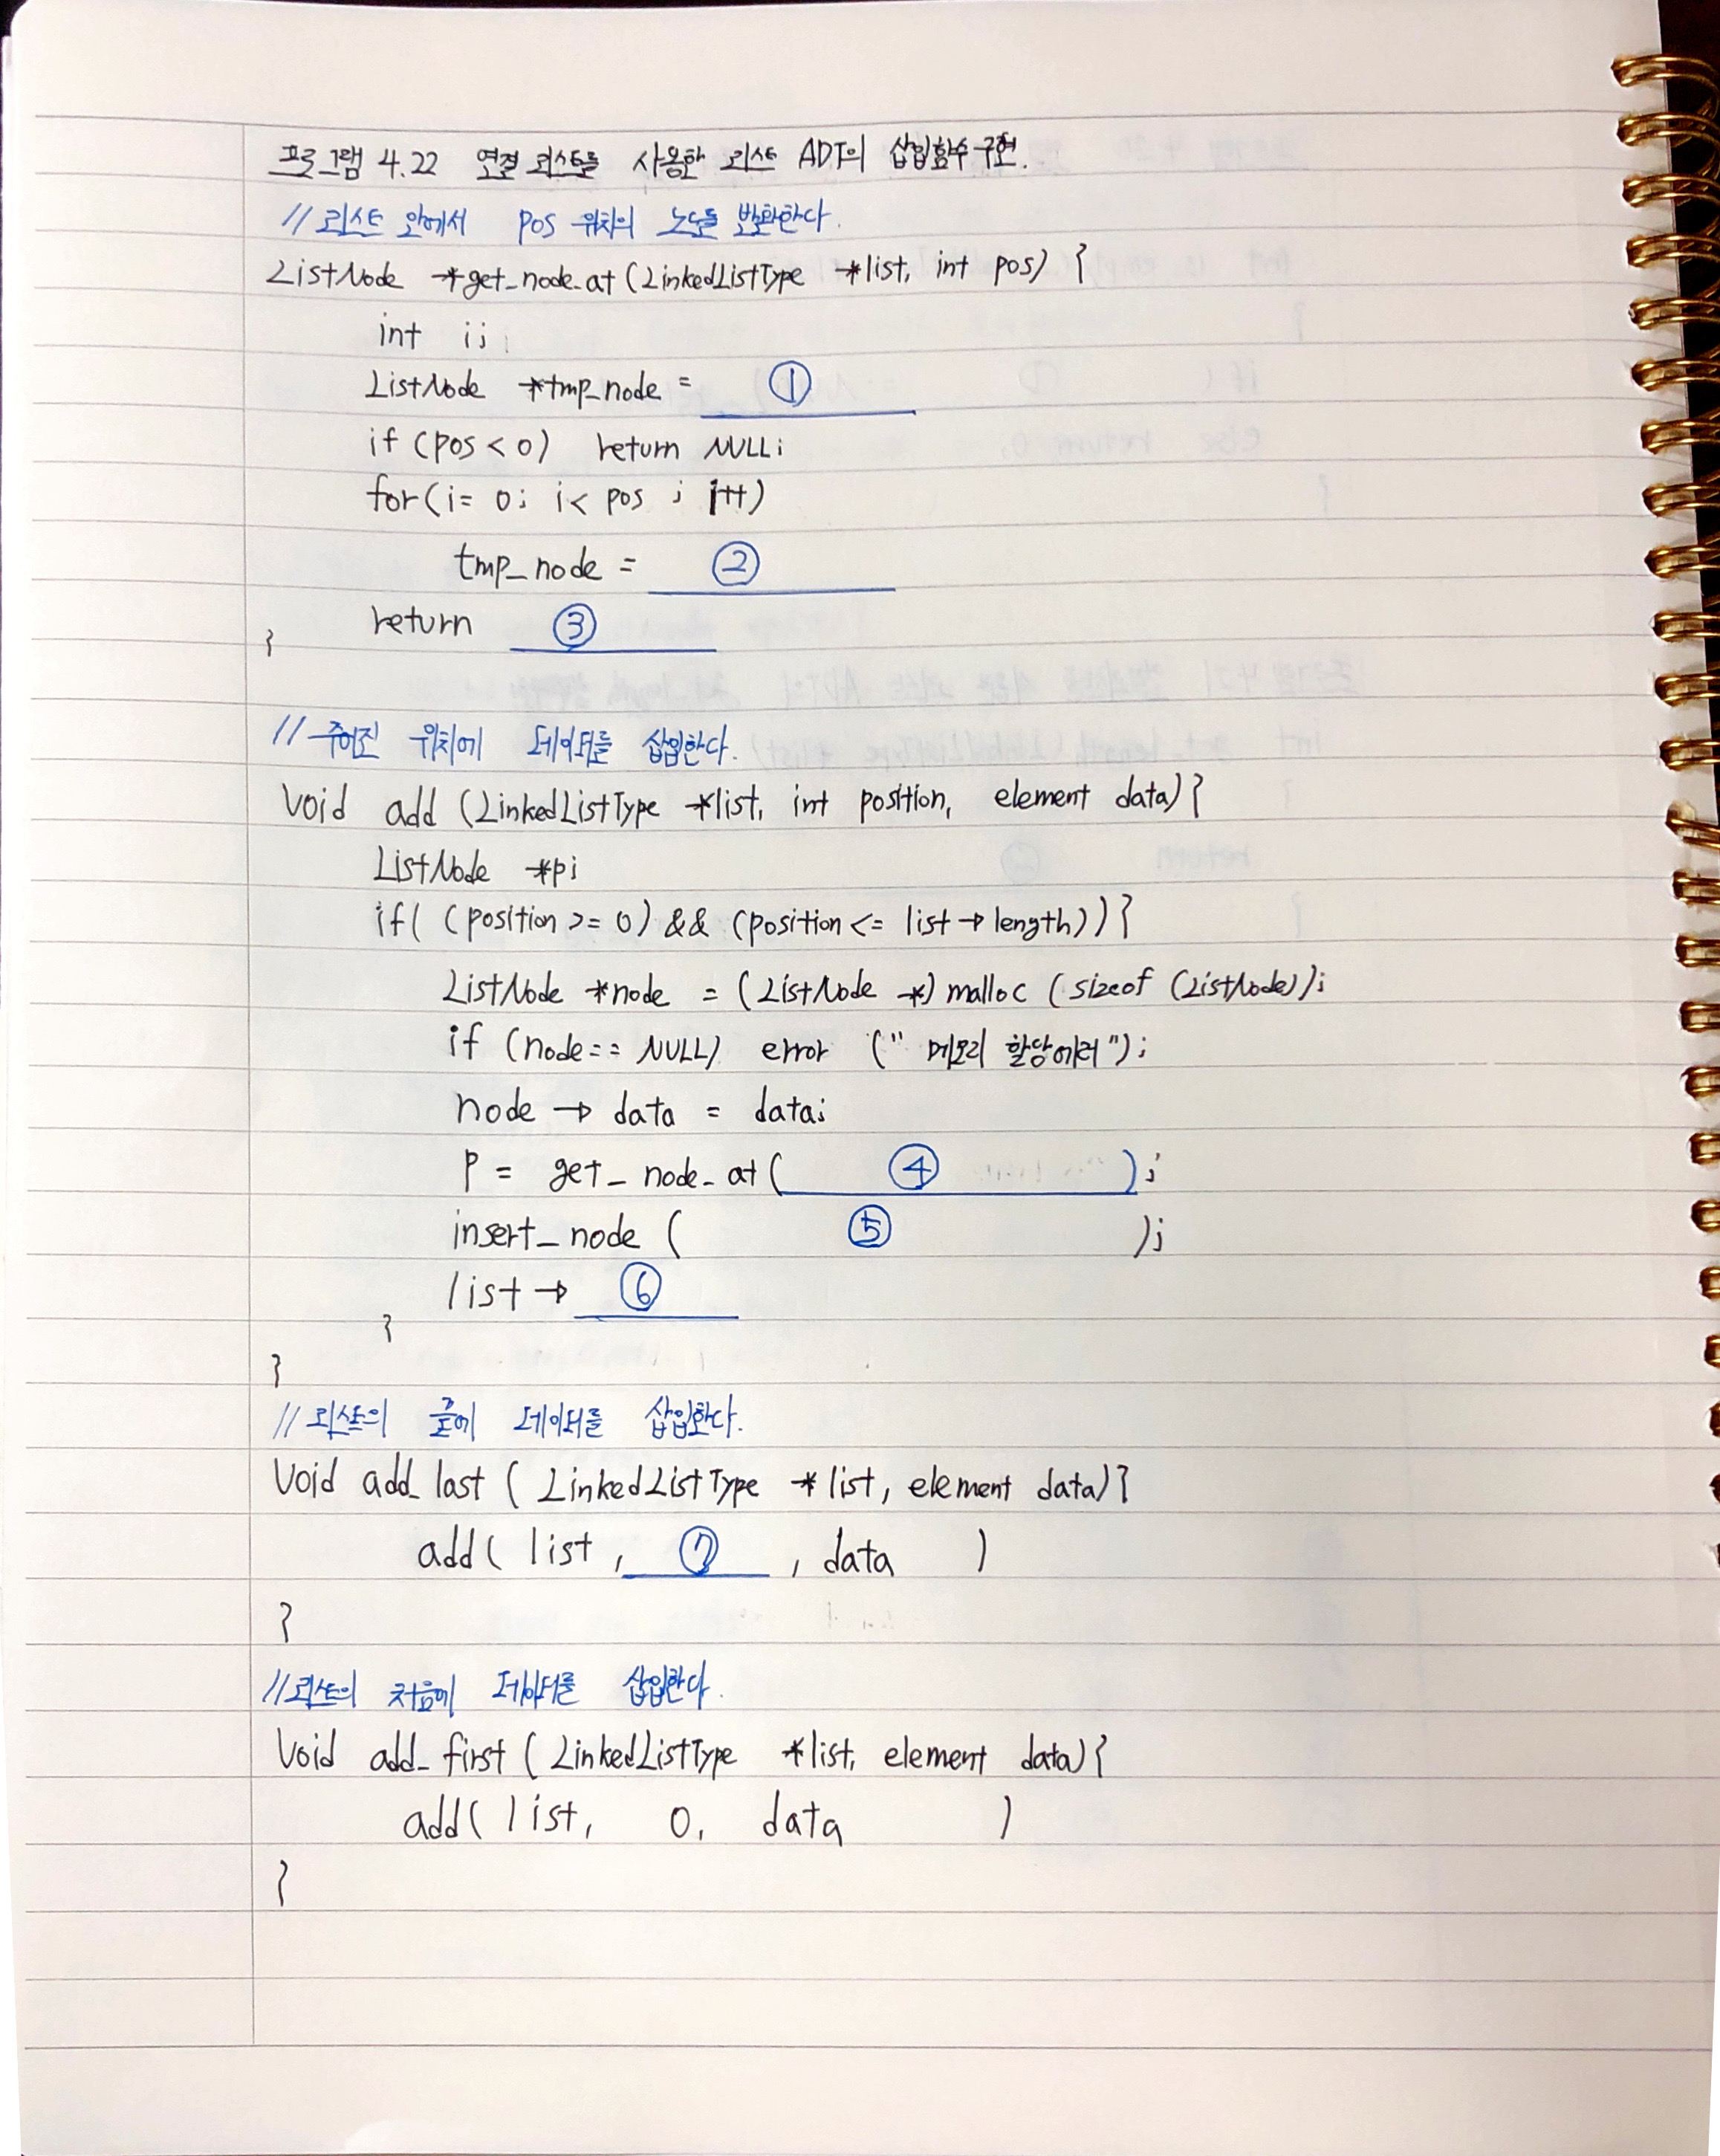 프로그램 4.22 연결 리스트를 사용한 리스트 ADT의 삽입함수 구현.
// 리스트 안에서 pos 위치의 노드를 반환한다.
ListNode *get_node_at(LinkedListType *list, int pos) {
int i;
ListNode *tmp_node = ①
if (pos < 0) return NULL;
for(i= 0; i< pos ; i++)
tmp_node = ②
return ③
}
// 주어진 위치에 데이터를 삽입한다.
Void add (LinkedListType *list, int position, element data){
ListNode *p;
if( (position >= 0) && (position <= list→length)){
ListNode *node = (ListNode *) malloc (sizeof (ListNode));
if (node== NULL) error (" 메모리 할당에러");
node → data = data;
P = get_node_at( ④ );
insert_node ( ⑤ );
list → ⑥
}
}
// 리스트의 끝에 데이터를 삽입한다.
Void add_last ( LinkedListType *list, element data){
add( list, ⑦ , data )
}
//리스트의 처음에 데이터를 삽입한다.
Void add_first ( LinkedListType *list, element data){
add( list, 0, data )
}